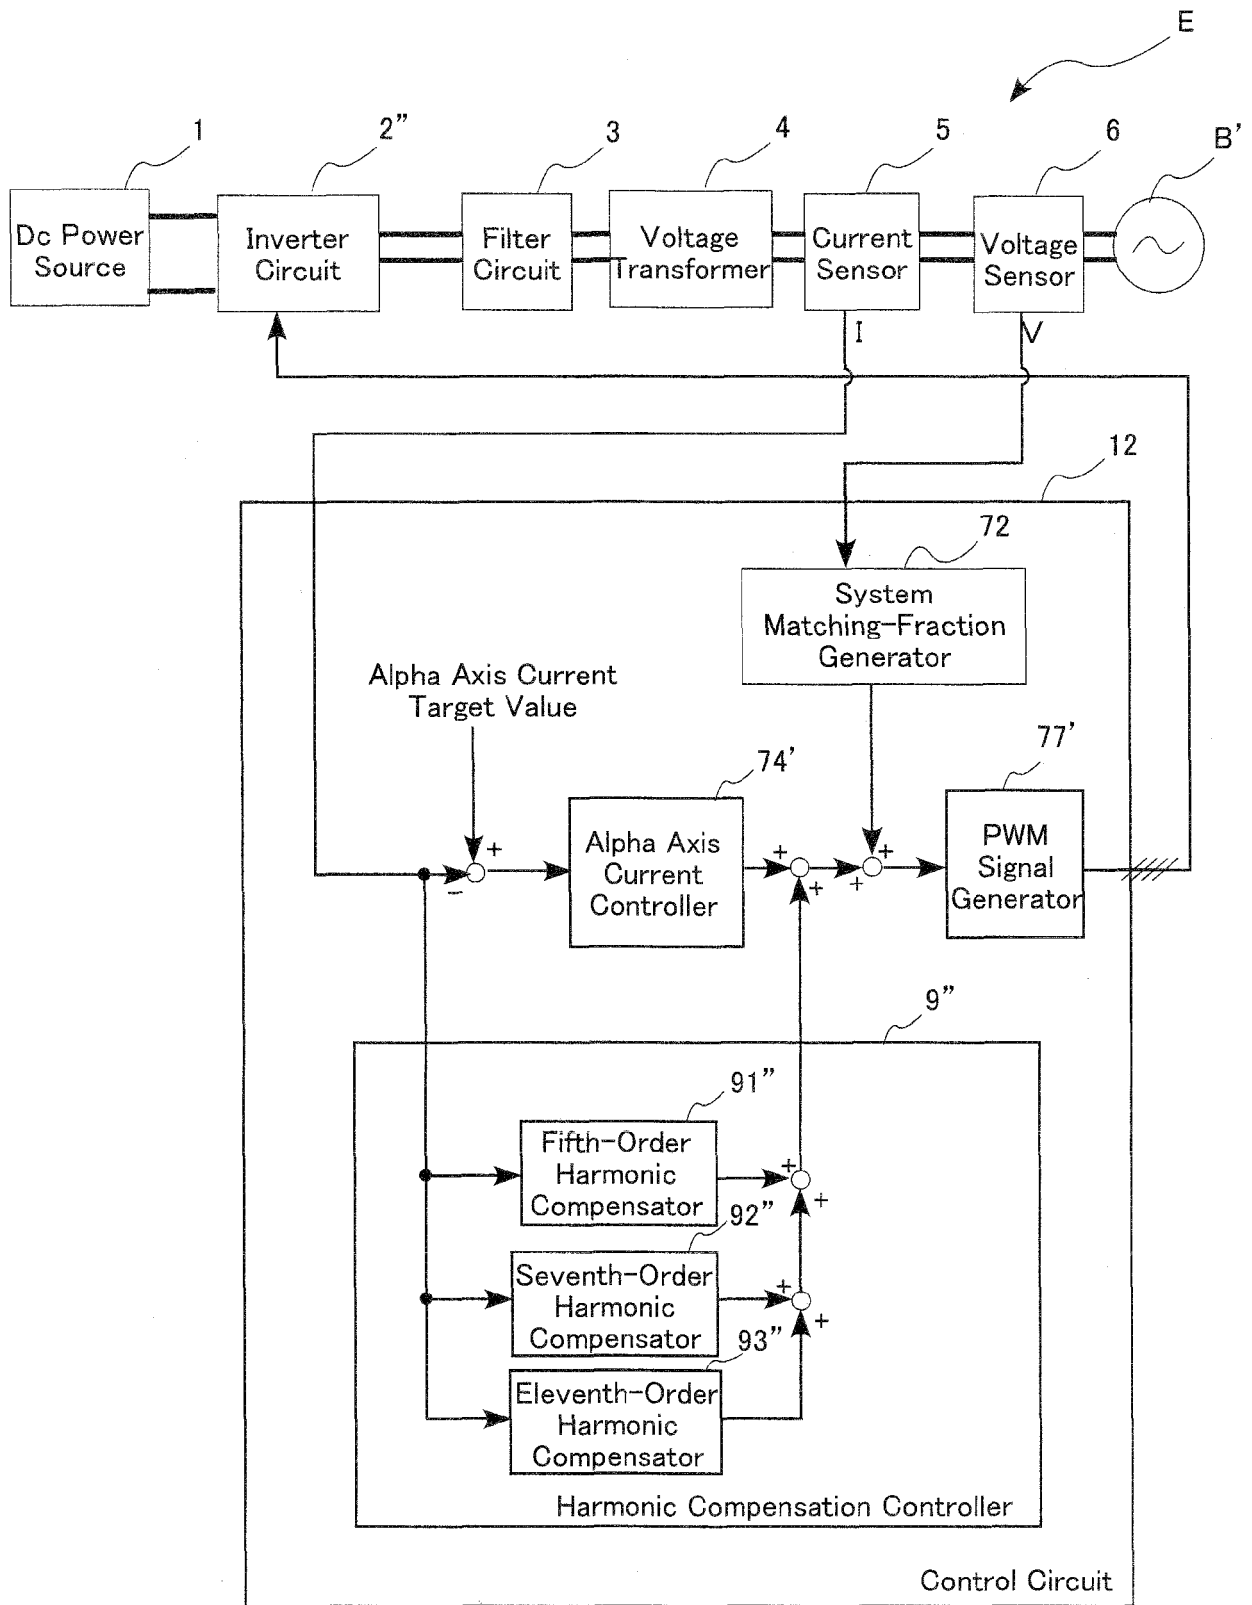 E
1
2”
3
4
5
6
B’
Dc Power
Source
Inverter
Circuit
Filter
Circuit
Voltage
Transformer
Current
Sensor
Voltage
Sensor
I
V
12
72
System
Matching-Fraction
Generator
Alpha Axis Current
Target Value
74’
77’
Alpha Axis
Current
Controller
PWM
Signal
Generator
+
−
+
+
+
+
9”
91”
Fifth-Order
Harmonic
Compensator
+
+
92”
Seventh-Order
Harmonic
Compensator
+
+
93”
Eleventh-Order
Harmonic
Compensator
Harmonic Compensation Controller
Control Circuit